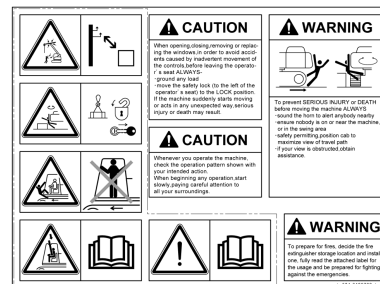 CAUTION
When opening,closing,removing or replac-
ing the windows,in order to avoid accid-
ents caused by inadvertent movement of
the controls,before leaving the operato-
r's seat ALWAYS-
-ground any load
-move the safety lock (to the left of the
operator's seat) to the LOCK position.
If the machine suddenly starts moving
or acts in any unexpected way,serious
injury or death may result.
CAUTION
Whenever you operate the machine,
check the operation pattern shown with
your intended action.
When beginning any operation,start
slowly,paying careful attention to
all your surroundings.
WARNING
To prevent SERIOUS INJURY or DEATH
before moving the machine ALWAYS
-sound the horn to alert anybody nearby
-ensure nobody is on or near the machine,
or in the swing area
-safety permitting,position cab to
maximize view of travel path
-if your view is obstructed,obtain
assistance.
WARNING
To prepare for fires, decide the fire
extinguisher storage location and install
one, fully read the attached label for
the usage and be prepared for fighting
against the emergencies.